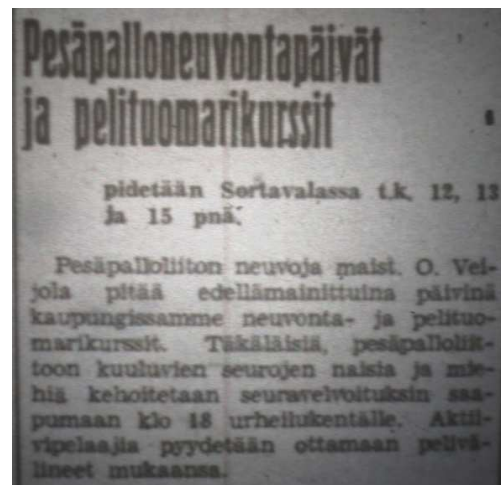 Pesäpalloneuvontapäivät
ja pelituomarikurssit
pidetään Sortavalassa t.k. 12, 13
ja 15 pnä.
Pesäpalloliiton neuvoja maist. O. Vei-
jola pitää edellämainittuina päivinä
kaupungissamme neuvonta- ja pelituo-
marikurssit. Täkäläisiä, pesäpalloliit-
toon kuuluvien seurojen naisia ja mie-
hiä kehoitetaan seuravelvoituksin saa-
pumaan klo 18 urheilukentälle. Aktii-
vipelaajia pyydetään ottamaan pelivä-
lineet mukaansa.